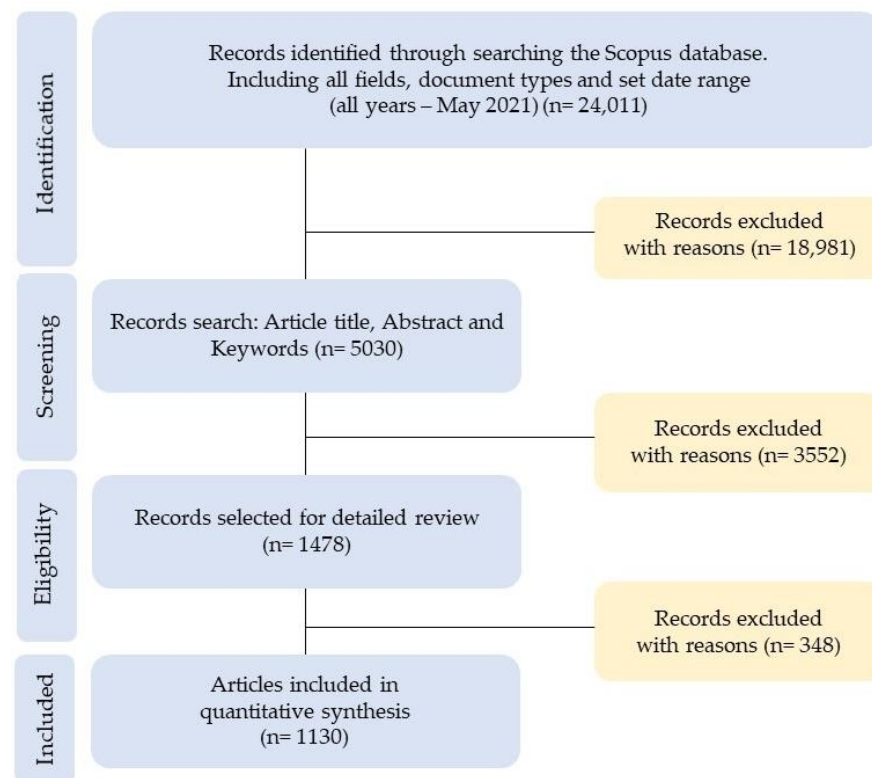 Identification
Records identified through searching the Scopus database.
Including all fields, document types and set date range
(all years – May 2021) (n= 24,011)
Records excluded
with reasons (n= 18,981)
Screening
Records search: Article title, Abstract and
Keywords (n= 5030)
Records excluded
with reasons (n= 3552)
Eligibility
Records selected for detailed review
(n= 1478)
Records excluded
with reasons (n= 348)
Included
Articles included in
quantitative synthesis
(n= 1130)